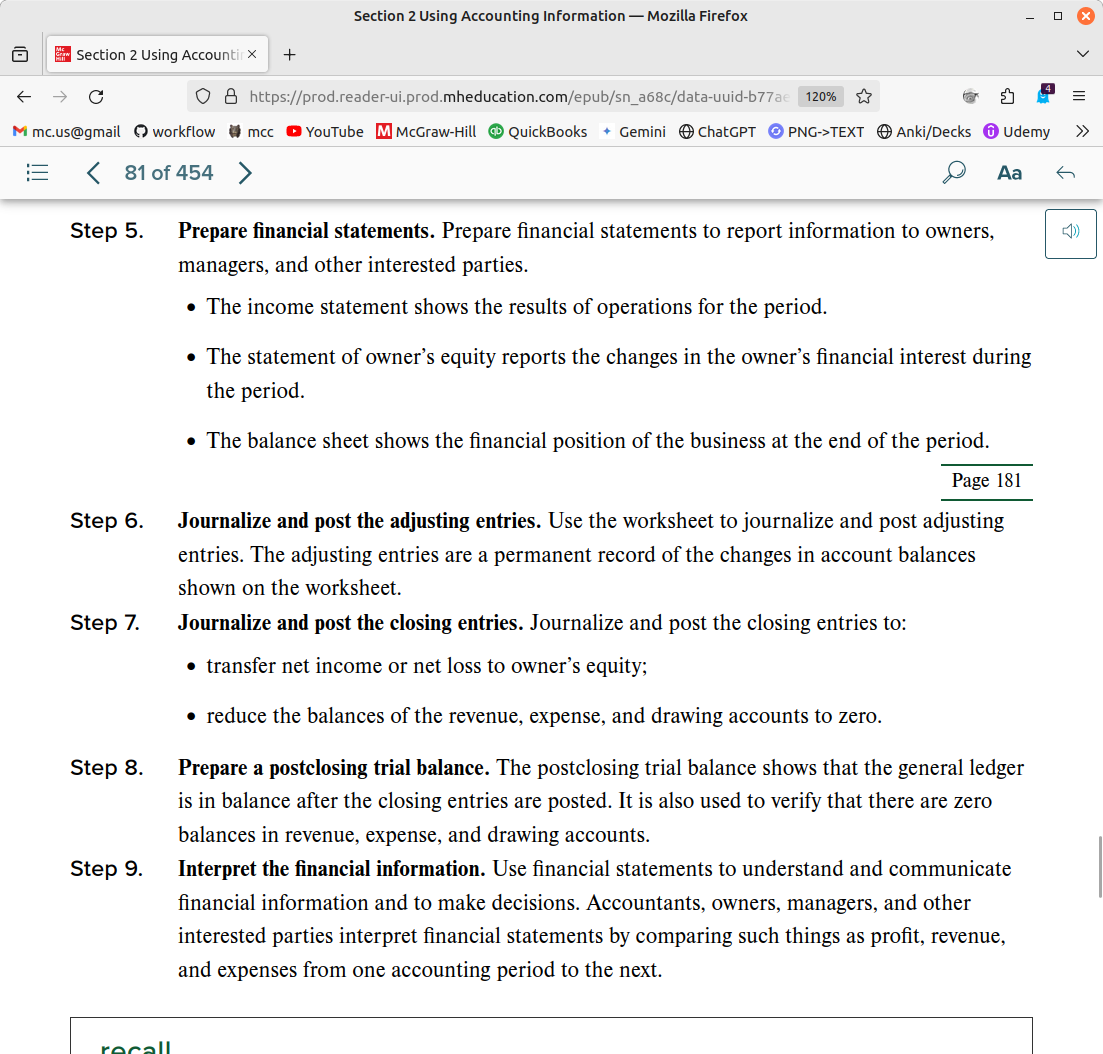 Section 2 Using Accounting Information — Mozilla Firefox
Section 2 Using Accounti
https://prod.reader-ui.prod.mheducation.com/epub/sn_a68c/data-uuid-b77ae 120% 4
mc.us@gmail workflow mcc YouTube McGraw-Hill QuickBooks Gemini ChatGPT PNG->TEXT Anki/Decks Udemy
81 of 454 Aa
Step 5. Prepare financial statements. Prepare financial statements to report information to owners,
managers, and other interested parties.
• The income statement shows the results of operations for the period.
• The statement of owner’s equity reports the changes in the owner’s financial interest during
the period.
• The balance sheet shows the financial position of the business at the end of the period.
Page 181
Step 6. Journalize and post the adjusting entries. Use the worksheet to journalize and post adjusting
entries. The adjusting entries are a permanent record of the changes in account balances
shown on the worksheet.
Step 7. Journalize and post the closing entries. Journalize and post the closing entries to:
• transfer net income or net loss to owner’s equity;
• reduce the balances of the revenue, expense, and drawing accounts to zero.
Step 8. Prepare a postclosing trial balance. The postclosing trial balance shows that the general ledger
is in balance after the closing entries are posted. It is also used to verify that there are zero
balances in revenue, expense, and drawing accounts.
Step 9. Interpret the financial information. Use financial statements to understand and communicate
financial information and to make decisions. Accountants, owners, managers, and other
interested parties interpret financial statements by comparing such things as profit, revenue,
and expenses from one accounting period to the next.
recall